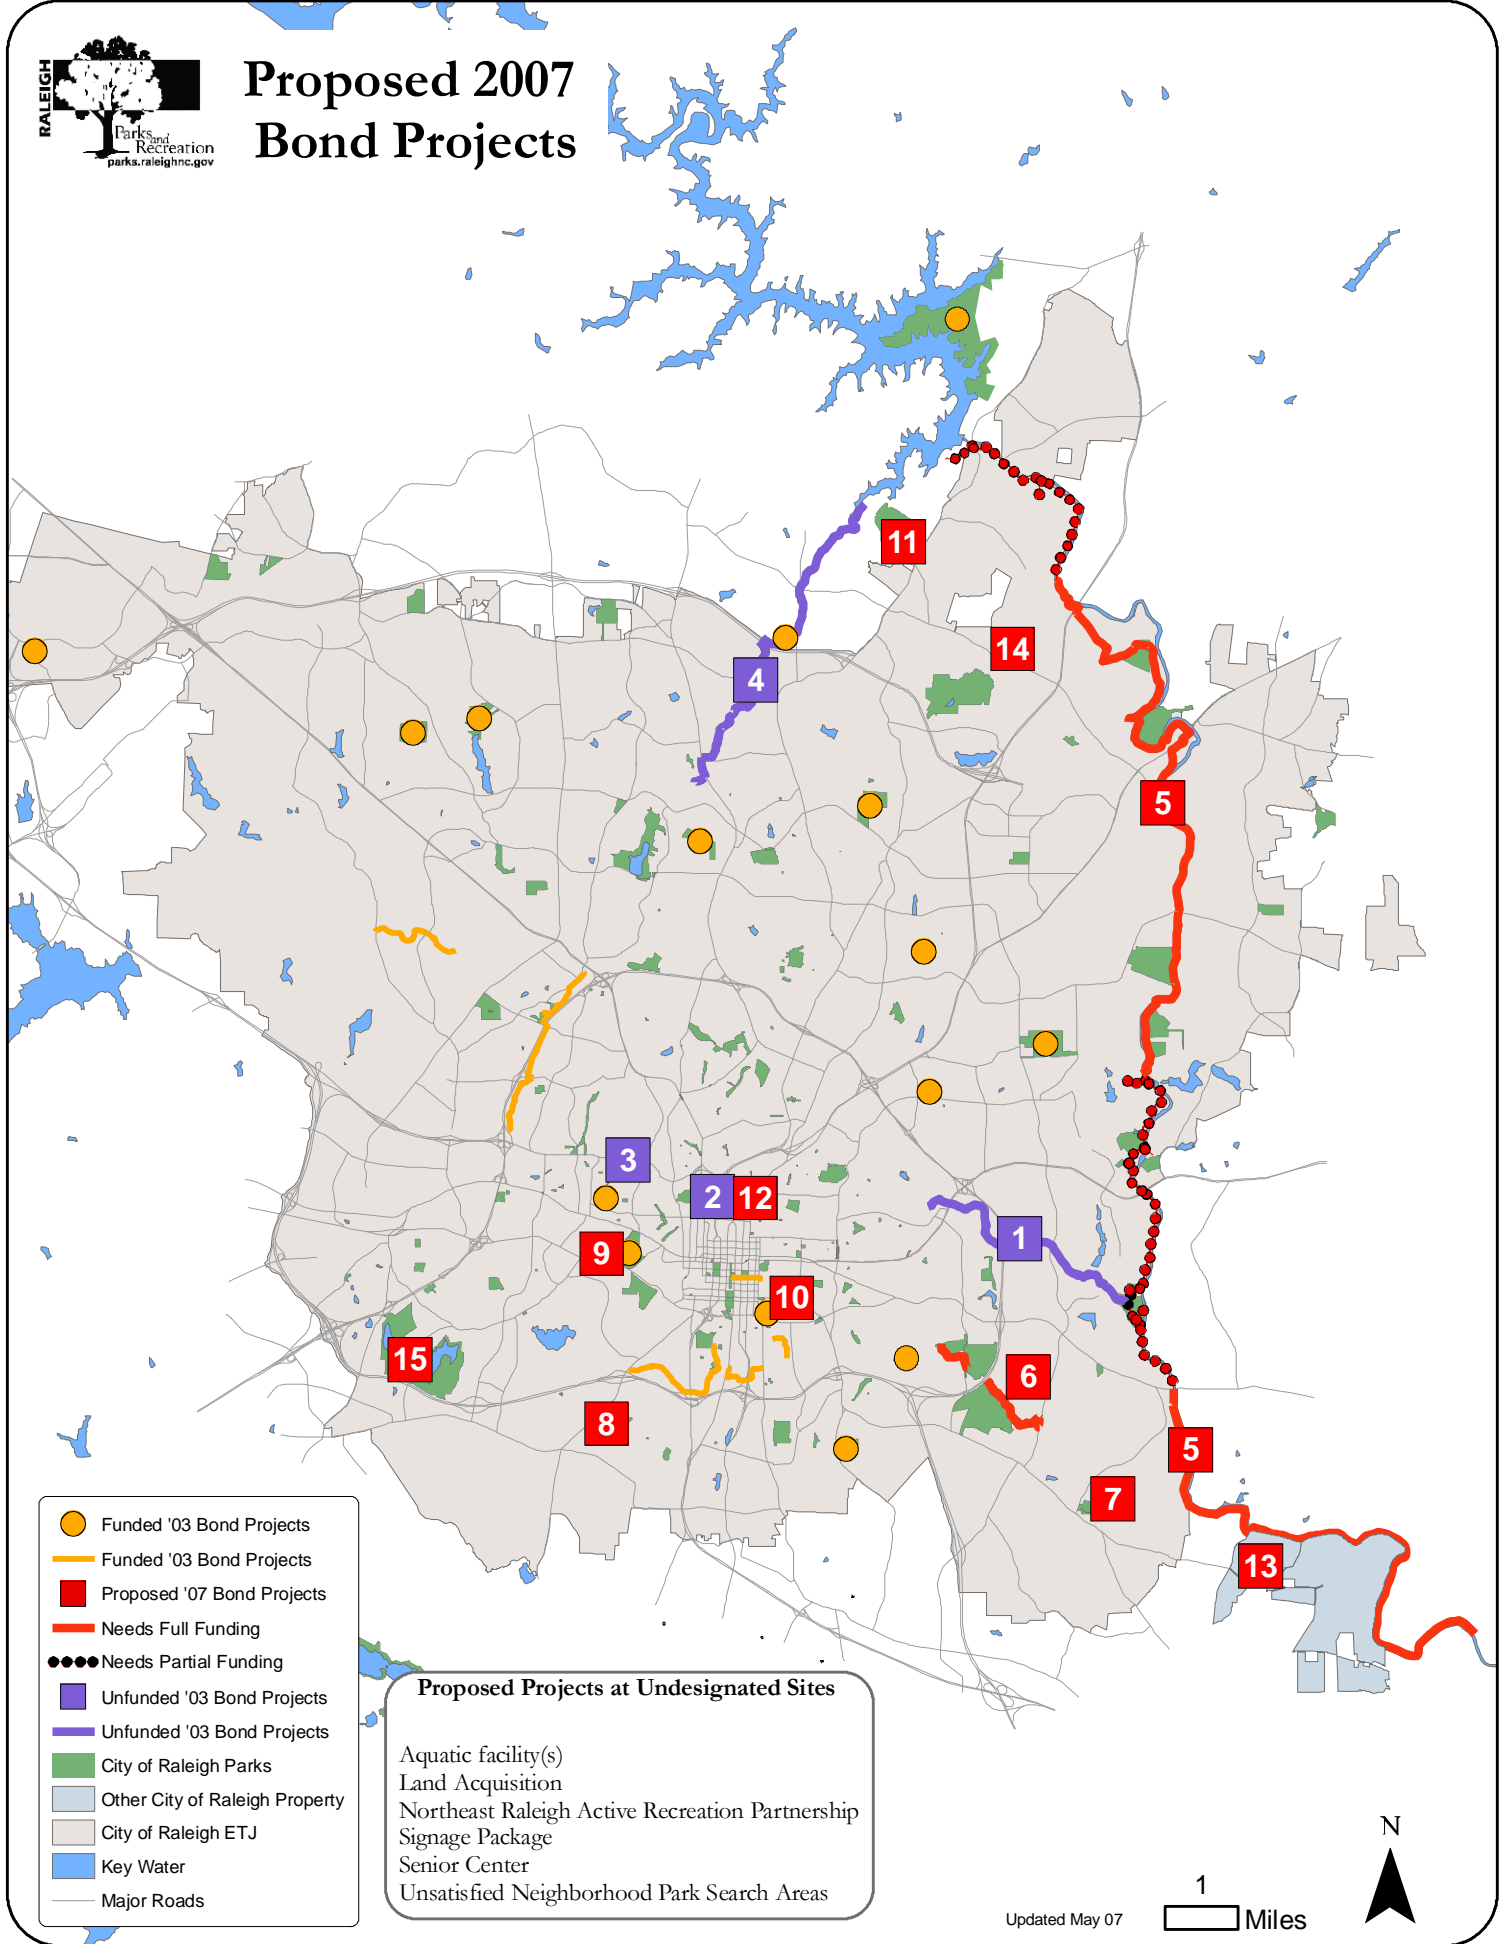 RALEIGH
Parks
and
Recreation
parks.raleighnc.gov
Proposed 2007
Bond Projects
11
14
4
5
3
2
12
1
9
10
15
6
8
5
7
13
Funded '03 Bond Projects
Funded '03 Bond Projects
Proposed '07 Bond Projects
Needs Full Funding
Needs Partial Funding
Unfunded '03 Bond Projects
Unfunded '03 Bond Projects
City of Raleigh Parks
Other City of Raleigh Property
City of Raleigh ETJ
Key Water
Major Roads
Proposed Projects at Undesignated Sites
Aquatic facility(s)
Land Acquisition
Northeast Raleigh Active Recreation Partnership
Signage Package
Senior Center
Unsatisfied Neighborhood Park Search Areas
Updated May 07
1
Miles
N